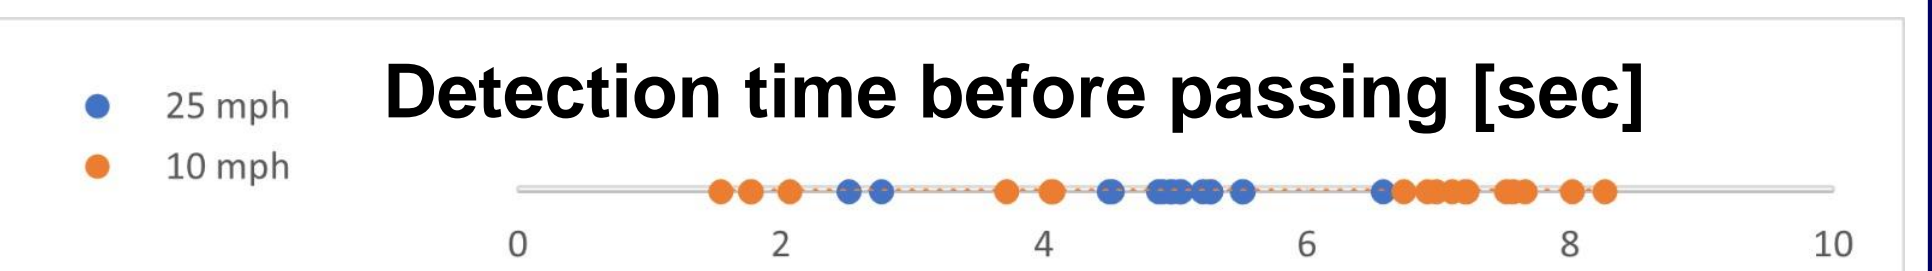 Detection time before passing [sec]
25 mph
10 mph
0 2 4 6 8 10